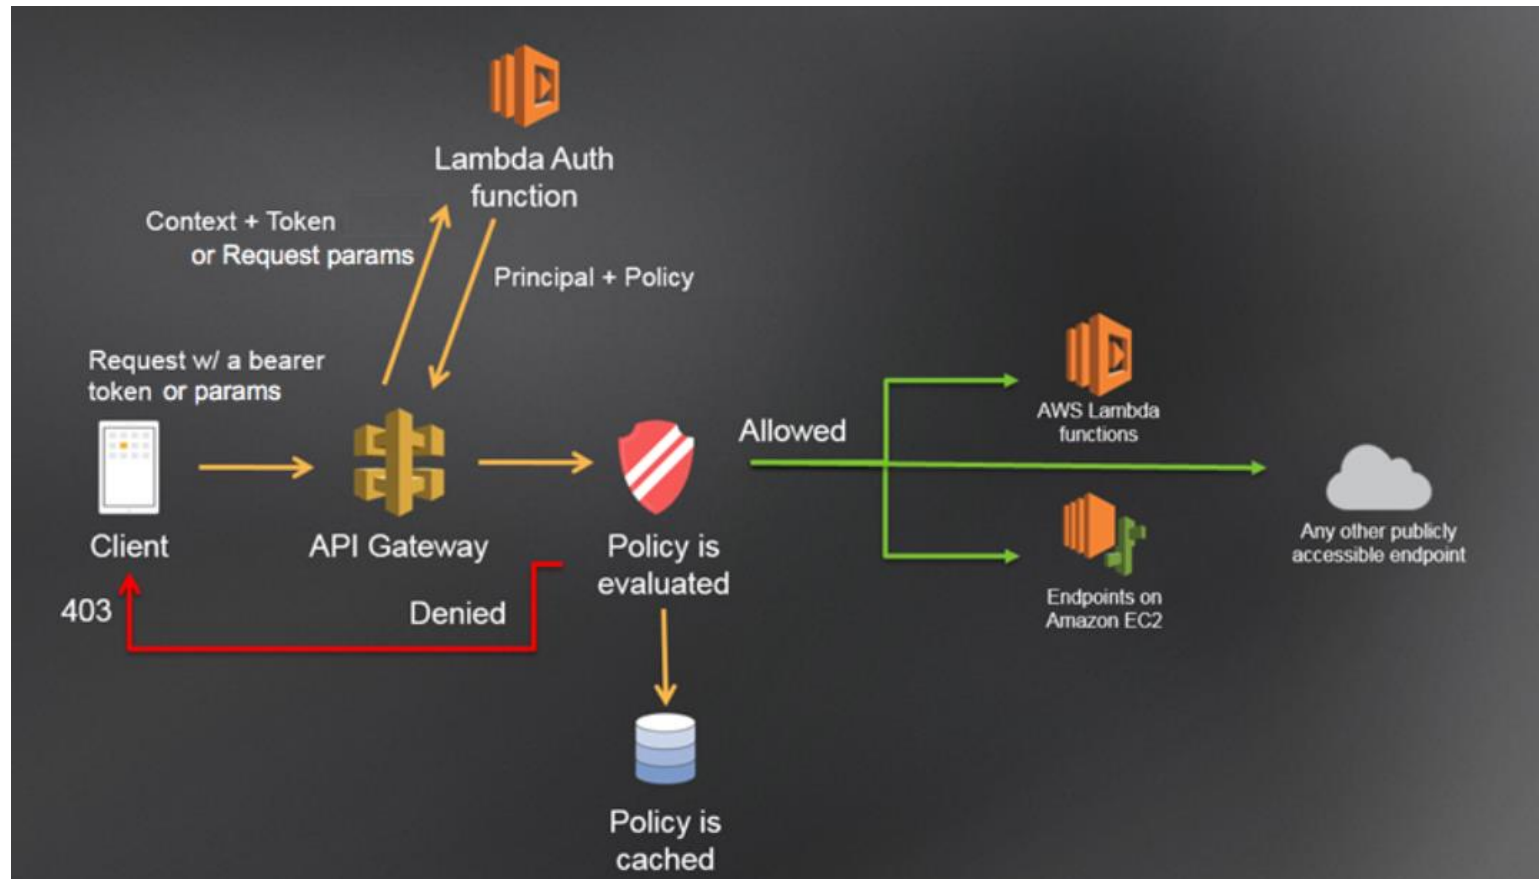 Lambda Auth
function
Context + Token
or Request params
Principal + Policy
Request w/ a bearer
token or params
Client
API Gateway
Policy is
evaluated
Allowed
AWS Lambda
functions
Any other publicly
accessible endpoint
Endpoints on
Amazon EC2
403
Denied
Policy is
cached